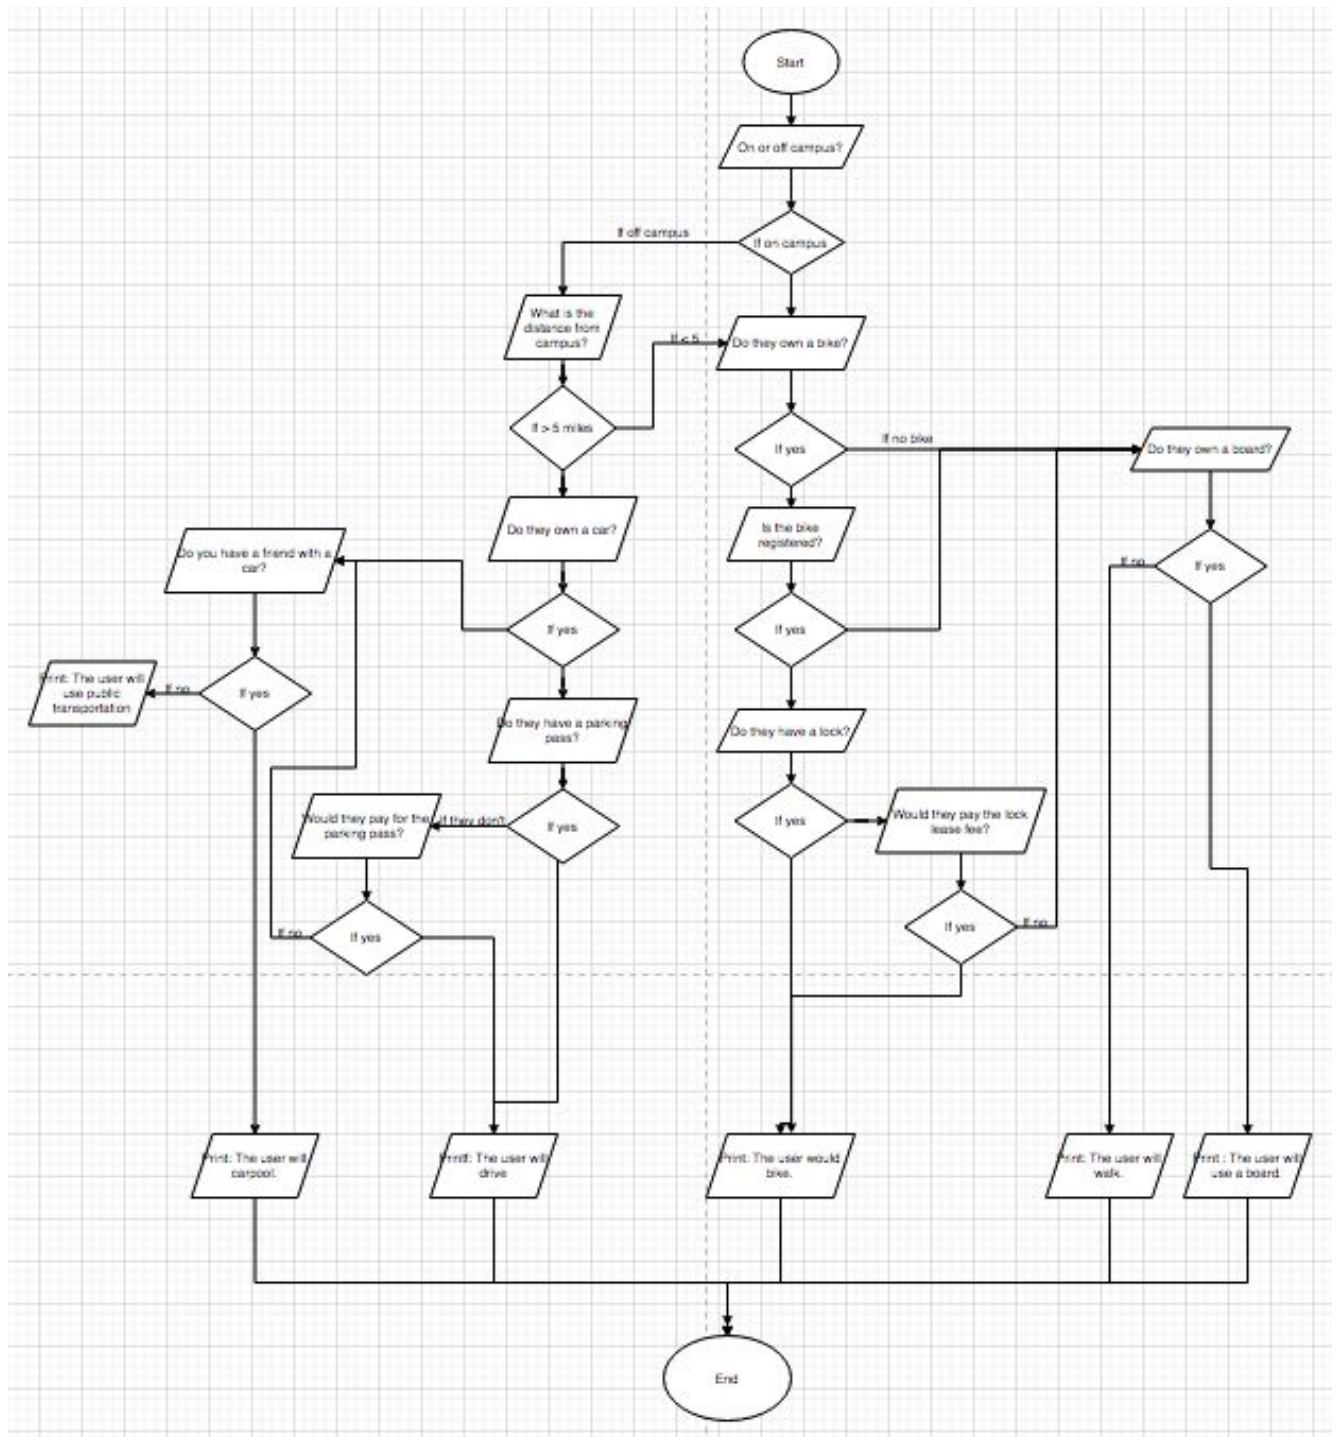 Start
On or off campus?
If off campus
If on campus
What is the
distance from
campus?
If < 5
Do they own a bike?
If > 5 miles
If yes
If no bike
Do they own a board?
Do they own a car?
Is the bike
registered?
Do you have a friend with a
car?
If no
If yes
If yes
If yes
Print: The user will
use public
transportation
If no
If yes
Do they have a parking
pass?
Do they have a lock?
Would they pay for the
parking pass?
If they don't
If yes
If yes
Would they pay the lock
lease fee?
If no
If yes
If yes
If no
Print: The user will
carpool.
Printf: The user will
drive
Print: The user would
bike.
Print: The user will
walk.
Print : The user will
use a board.
End